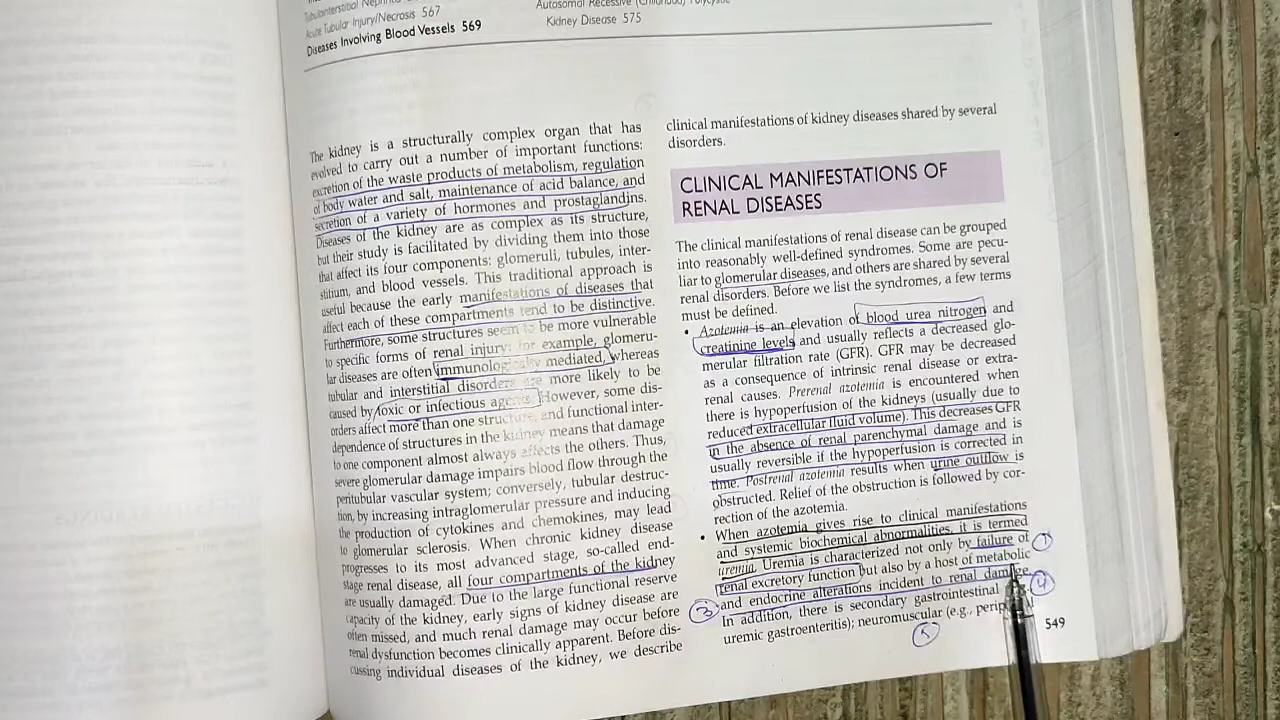 Tubulointerstitial Nephritis
Acute Tubular Injury/Necrosis 567
Diseases Involving Blood Vessels 569
Autosomal Recessive (Childhood) Polycystic
Kidney Disease 575
The kidney is a structurally complex organ that has
evolved to carry out a number of important functions:
excretion of the waste products of metabolism, regulation
of body water and salt, maintenance of acid balance, and
secretion of a variety of hormones and prostaglandins.
Diseases of the kidney are as complex as its structure,
but their study is facilitated by dividing them into those
that affect its four components: glomeruli, tubules, inter-
stitium, and blood vessels. This traditional approach is
useful because the early manifestations of diseases that
affect each of these compartments tend to be distinctive.
Furthermore, some structures seem to be more vulnerable
to specific forms of renal injury: for example, glomeru-
lar diseases are often immunologically mediated, whereas
tubular and interstitial disorders are more likely to be
caused by toxic or infectious agents. However, some dis-
orders affect more than one structure, and functional inter-
dependence of structures in the kidney means that damage
to one component almost always affects the others. Thus,
severe glomerular damage impairs blood flow through the
peritubular vascular system; conversely, tubular destruc-
tion, by increasing intraglomerular pressure and inducing
the production of cytokines and chemokines, may lead
to glomerular sclerosis. When chronic kidney disease
progresses to its most advanced stage, so-called end-
stage renal disease, all four compartments of the kidney
are usually damaged. Due to the large functional reserve
capacity of the kidney, early signs of kidney disease are
often missed, and much renal damage may occur before
renal dysfunction becomes clinically apparent. Before dis-
cussing individual diseases of the kidney, we describe
clinical manifestations of kidney diseases shared by several
disorders.
CLINICAL MANIFESTATIONS OF
RENAL DISEASES
The clinical manifestations of renal disease can be grouped
into reasonably well-defined syndromes. Some are pecu-
liar to glomerular diseases, and others are shared by several
renal disorders. Before we list the syndromes, a few terms
must be defined.
• Azotemia is an elevation of blood urea nitrogen and
creatinine levels and usually reflects a decreased glo-
merular filtration rate (GFR). GFR may be decreased
as a consequence of intrinsic renal disease or extra-
renal causes. Prerenal azotemia is encountered when
there is hypoperfusion of the kidneys (usually due to
reduced extracellular fluid volume). This decreases GFR
in the absence of renal parenchymal damage and is
usually reversible if the hypoperfusion is corrected in
time. Postrenal azotemia results when urine outflow is
obstructed. Relief of the obstruction is followed by cor-
rection of the azotemia.
• When azotemia gives rise to clinical manifestations
and systemic biochemical abnormalities, it is termed
uremia. Uremia is characterized not only by failure of 1
renal excretory function but also by a host of metabolic
3 and endocrine alterations incident to renal damage. 4
In addition, there is secondary gastrointestinal
uremic gastroenteritis); neuromuscular (e.g.,
5
549